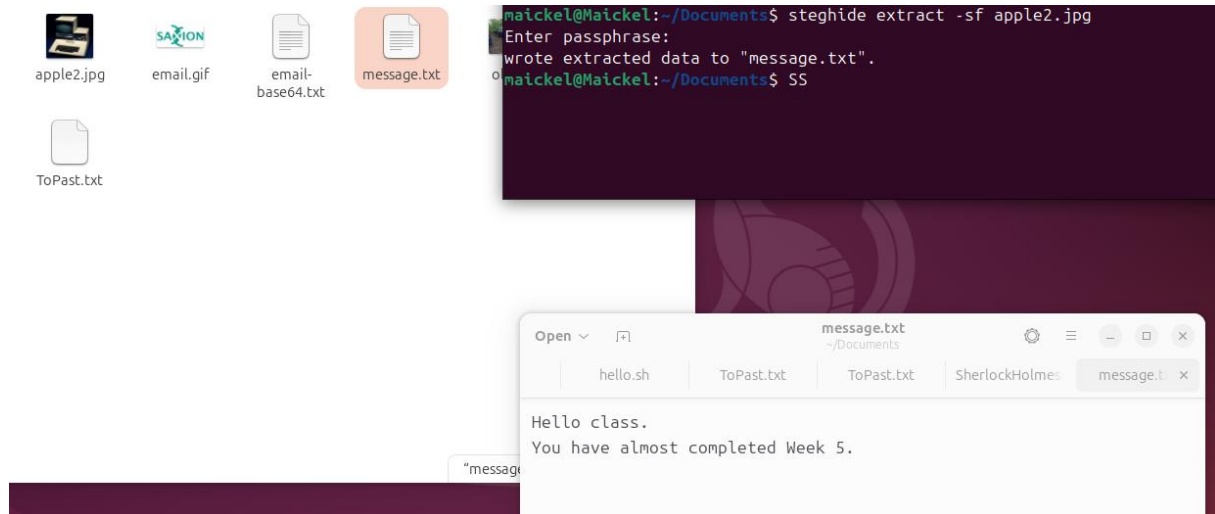 SAXION
apple2.jpg
email.gif
email-
base64.txt
message.txt
ToPast.txt
maickel@Maickel:~/Documents$ steghide extract -sf apple2.jpg
Enter passphrase:
wrote extracted data to "message.txt".
maickel@Maickel:~/Documents$ SS
Open
message.txt
~/Documents
hello.sh
ToPast.txt
ToPast.txt
SherlockHolmes
message.t
Hello class.
You have almost completed Week 5.
“message